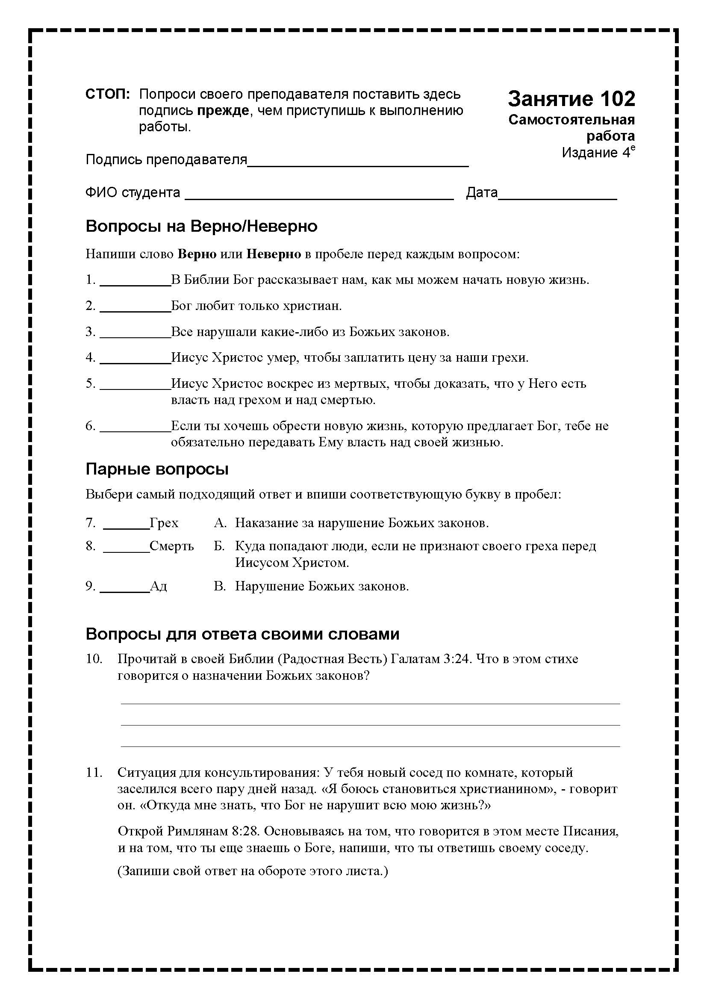 СТОП: Попроси своего преподавателя поставить здесь
подпись прежде, чем приступишь к выполнению
работы.
Занятие 102
Самостоятельная
работа
Издание 4е
Подпись преподавателя
ФИО студента Дата
Вопросы на Верно/Неверно
Напиши слово Верно или Неверно в пробеле перед каждым вопросом:
1. __________В Библии Бог рассказывает нам, как мы можем начать новую жизнь.
2. __________Бог любит только христиан.
3. __________Все нарушали какие-либо из Божьих законов.
4. __________Иисус Христос умер, чтобы заплатить цену за наши грехи.
5. __________Иисус Христос воскрес из мертвых, чтобы доказать, что у Него есть
власть над грехом и над смертью.
6. __________Если ты хочешь обрести новую жизнь, которую предлагает Бог, тебе не
обязательно передавать Ему власть над своей жизнью.
Парные вопросы
Выбери самый подходящий ответ и впиши соответствующую букву в пробел:
7. _______Грех А. Наказание за нарушение Божьих законов.
8. _______Смерть Б. Куда попадают люди, если не признают своего греха перед
Иисусом Христом.
9. _______Ад В. Нарушение Божьих законов.
Вопросы для ответа своими словами
10. Прочитай в своей Библии (Радостная Весть) Галатам 3:24. Что в этом стихе
говорится о назначении Божьих законов?
11. Ситуация для консультирования: У тебя новый сосед по комнате, который
заселился всего пару дней назад. «Я боюсь становиться христианином», - говорит
он. «Откуда мне знать, что Бог не нарушит всю мою жизнь?»
Открой Римлянам 8:28. Основываясь на том, что говорится в этом месте Писания,
и на том, что ты еще знаешь о Боге, напиши, что ты ответишь своему соседу.
(Запиши свой ответ на обороте этого листа.)